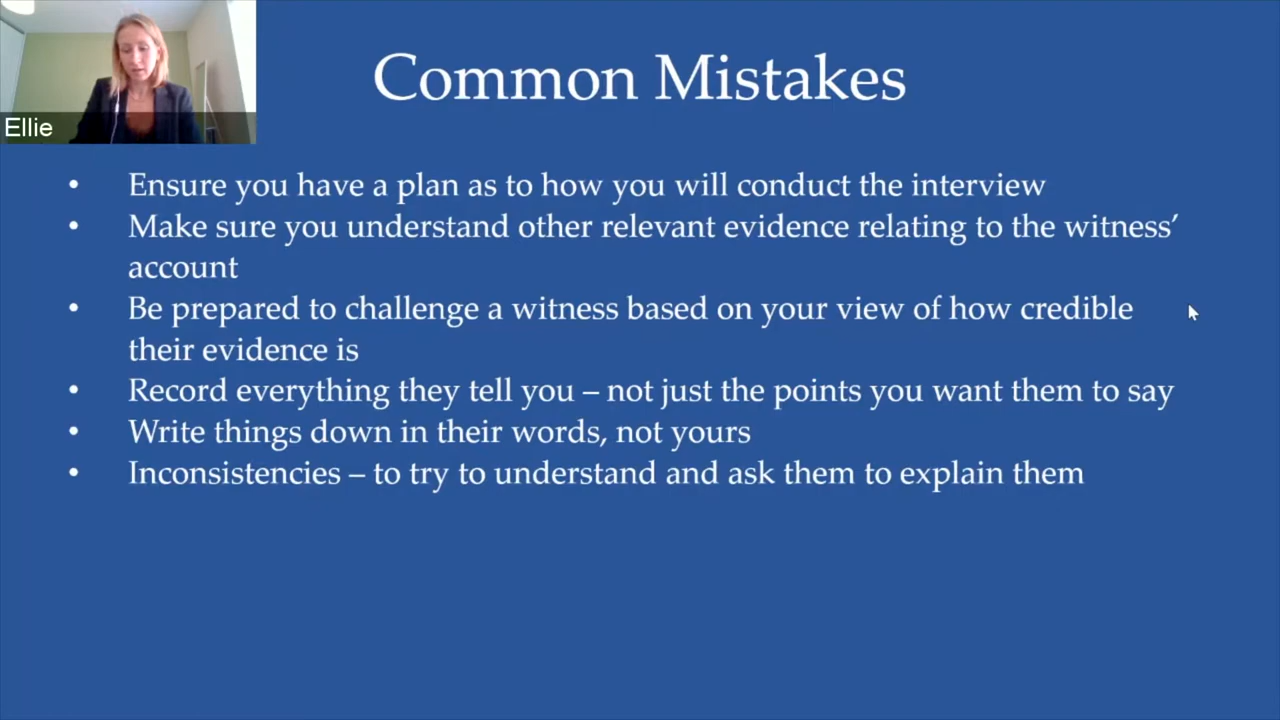 Common Mistakes
Ellie
• Ensure you have a plan as to how you will conduct the interview
• Make sure you understand other relevant evidence relating to the witness’
account
• Be prepared to challenge a witness based on your view of how credible
their evidence is
• Record everything they tell you – not just the points you want them to say
• Write things down in their words, not yours
• Inconsistencies – to try to understand and ask them to explain them